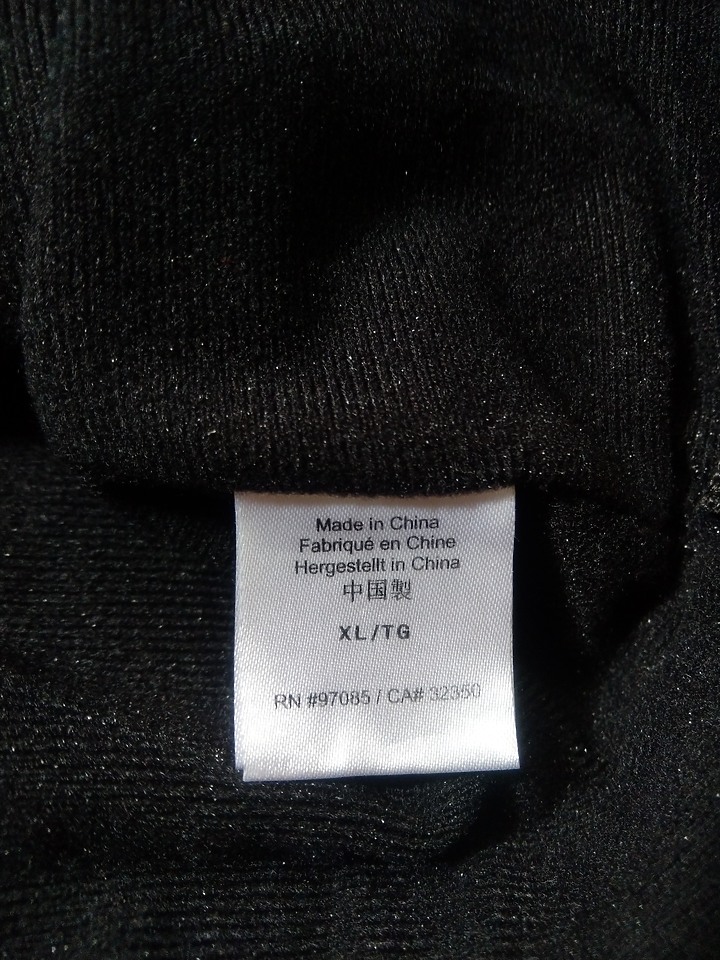 Made in China
Fabriqué en Chine
Hergestellt in China
中国製
XL/TG
RN #97085 / CA# 32350